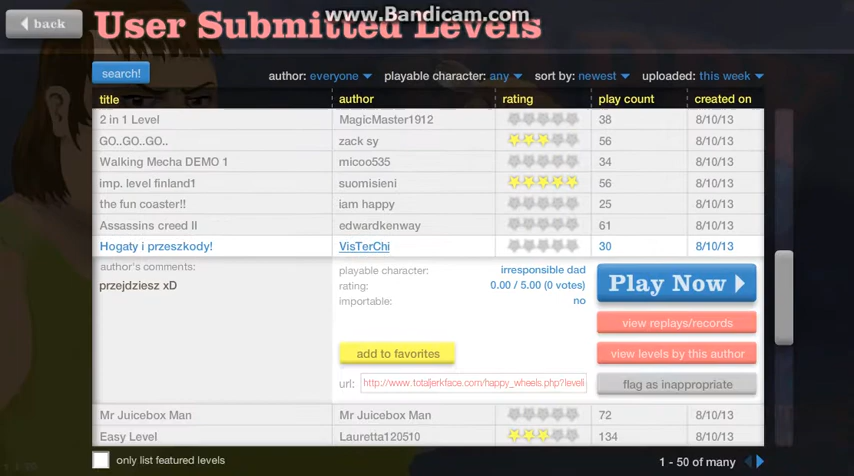 www.Bandicam.com
back
User Submitted Levels
search!
author: everyone playable character: any sort by: newest uploaded: this week
title author rating play count created on
2 in 1 Level MagicMaster1912 38 8/10/13
GO..GO..GO.. zack sy 56 8/10/13
Walking Mecha DEMO 1 micoo535 34 8/10/13
imp. level finland1 suomisieni 56 8/10/13
the fun coaster!! iam happy 25 8/10/13
Assassins creed II edwardkenway 61 8/10/13
Hogaty i przeszkody! VisTerChi 30 8/10/13
author's comments:
przejdziesz xD
playable character: irresponsible dad
rating: 0.00 / 5.00 (0 votes)
importable: no
add to favorites
url: http://www.totaljerkface.com/happy_wheels.php?leveli
Play Now
view replays/records
view levels by this author
flag as inappropriate
Mr Juicebox Man Mr Juicebox Man 72 8/10/13
Easy Level Lauretta120510 134 8/10/13
only list featured levels 1 - 50 of many